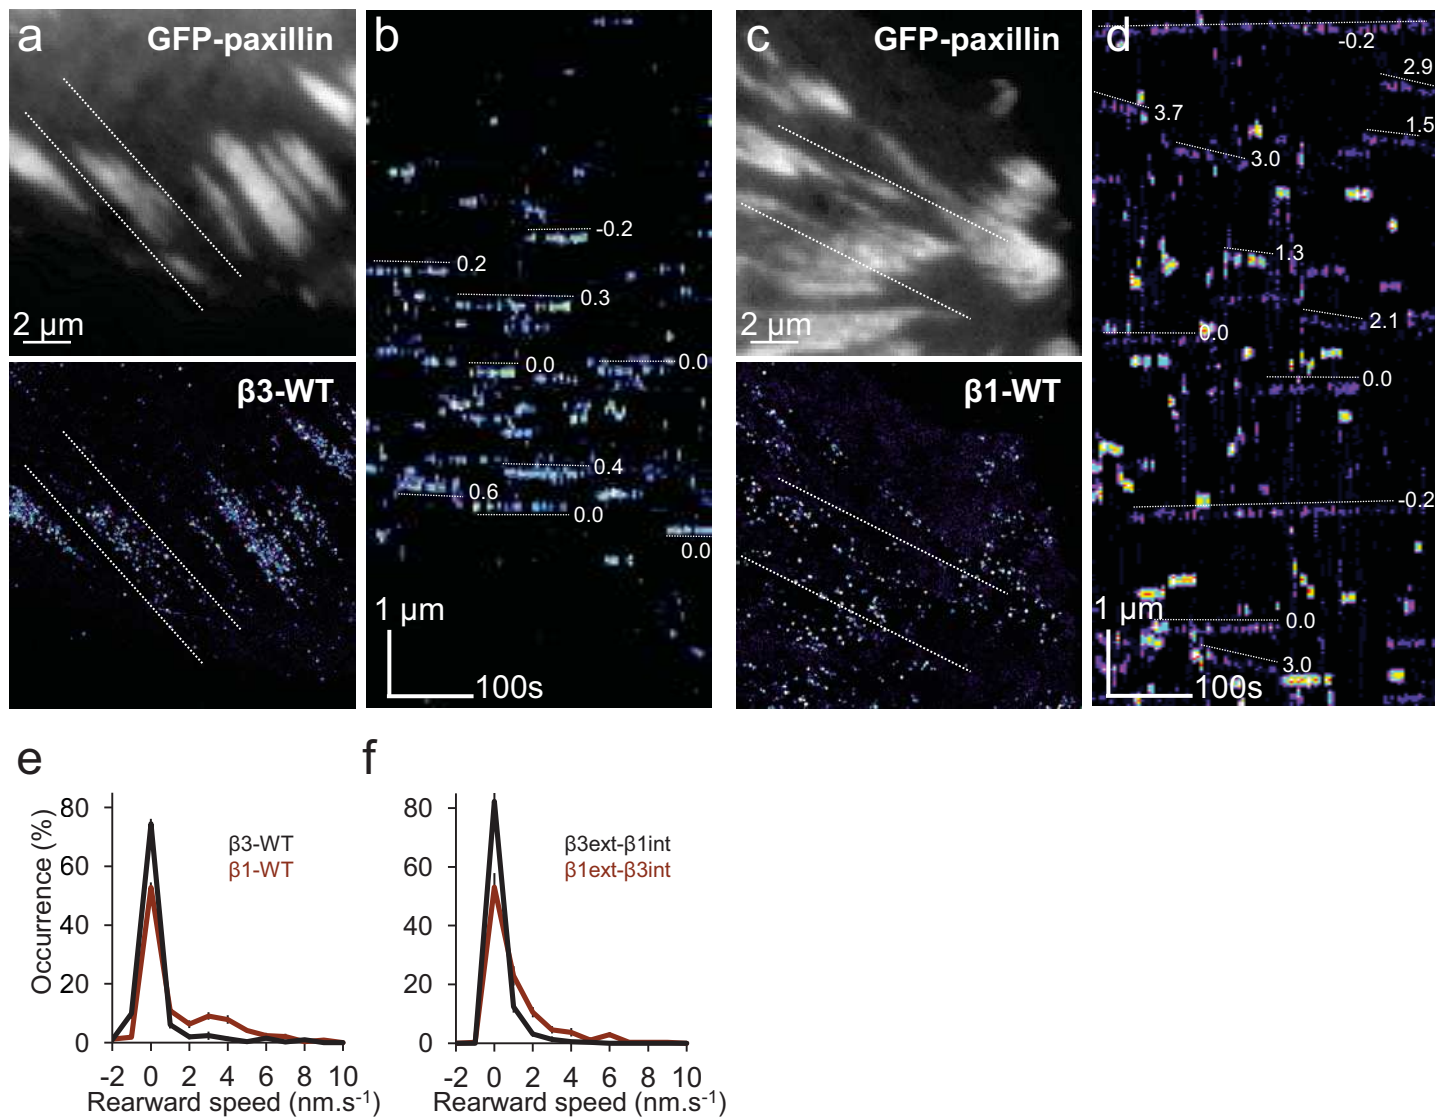 a
GFP-paxillin
2 μm
β3-WT
b
-0.2
0.2
0.3
0.0
0.0
0.4
0.6
0.0
0.0
1 μm
100s
c
GFP-paxillin
2 μm
β1-WT
d
-0.2
2.9
3.7
1.5
3.0
1.3
2.1
0.0
0.0
-0.2
1 μm
0.0
3.0
100s
e
Occurrence (%)
80
60
40
20
0
β3-WT
β1-WT
-2 0 2 4 6 8 10
Rearward speed (nm.s⁻¹)
f
80
60
40
20
0
β3ext-β1int
β1ext-β3int
-2 0 2 4 6 8 10
Rearward speed (nm.s⁻¹)